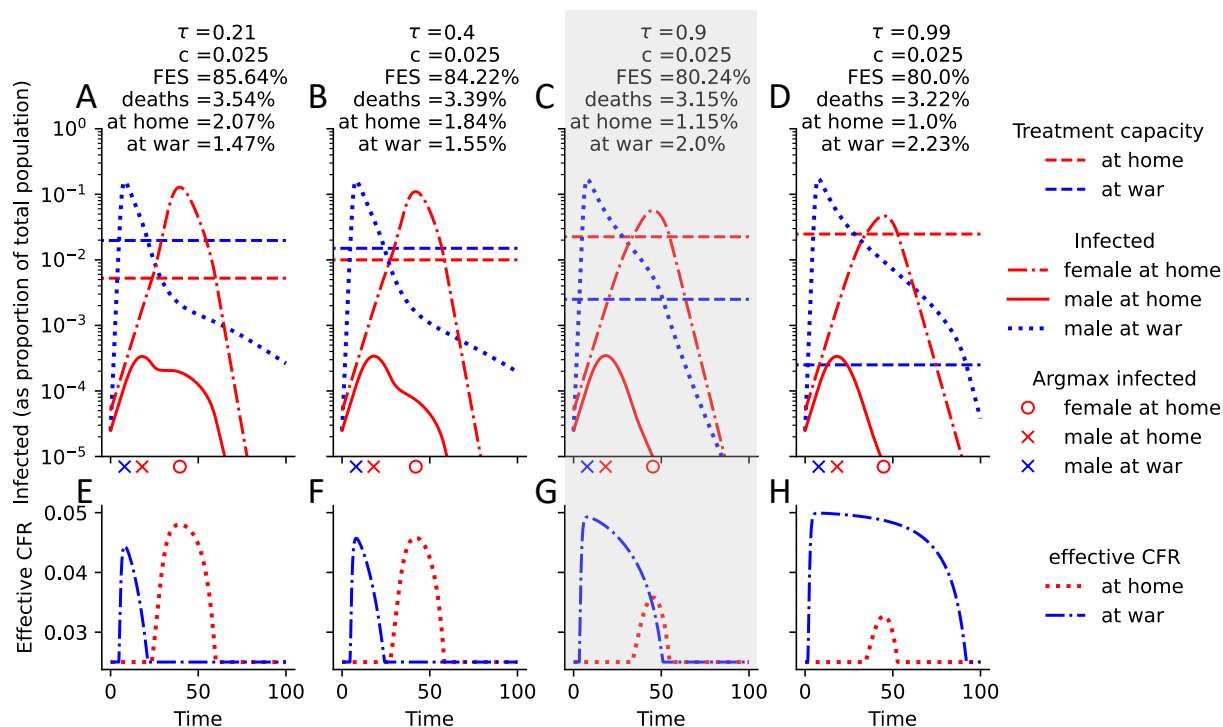 τ =0.21
c =0.025
FES =85.64%
deaths =3.54%
at home =2.07%
at war =1.47%
τ =0.4
c =0.025
FES =84.22%
deaths =3.39%
at home =1.84%
at war =1.55%
τ =0.9
c =0.025
FES =80.24%
deaths =3.15%
at home =1.15%
at war =2.0%
τ =0.99
c =0.025
FES =80.0%
deaths =3.22%
at home =1.0%
at war =2.23%
A
B
C
D
10⁰
10⁻¹
10⁻²
10⁻³
10⁻⁴
10⁻⁵
Infected (as proportion of total population)
Treatment capacity
at home
at war
Infected
female at home
male at home
male at war
Argmax infected
female at home
male at home
male at war
E
F
G
H
0.05
0.04
0.03
Effective CFR
effective CFR
at home
at war
0 50 100
0 50 100
0 50 100
0 50 100
Time
Time
Time
Time